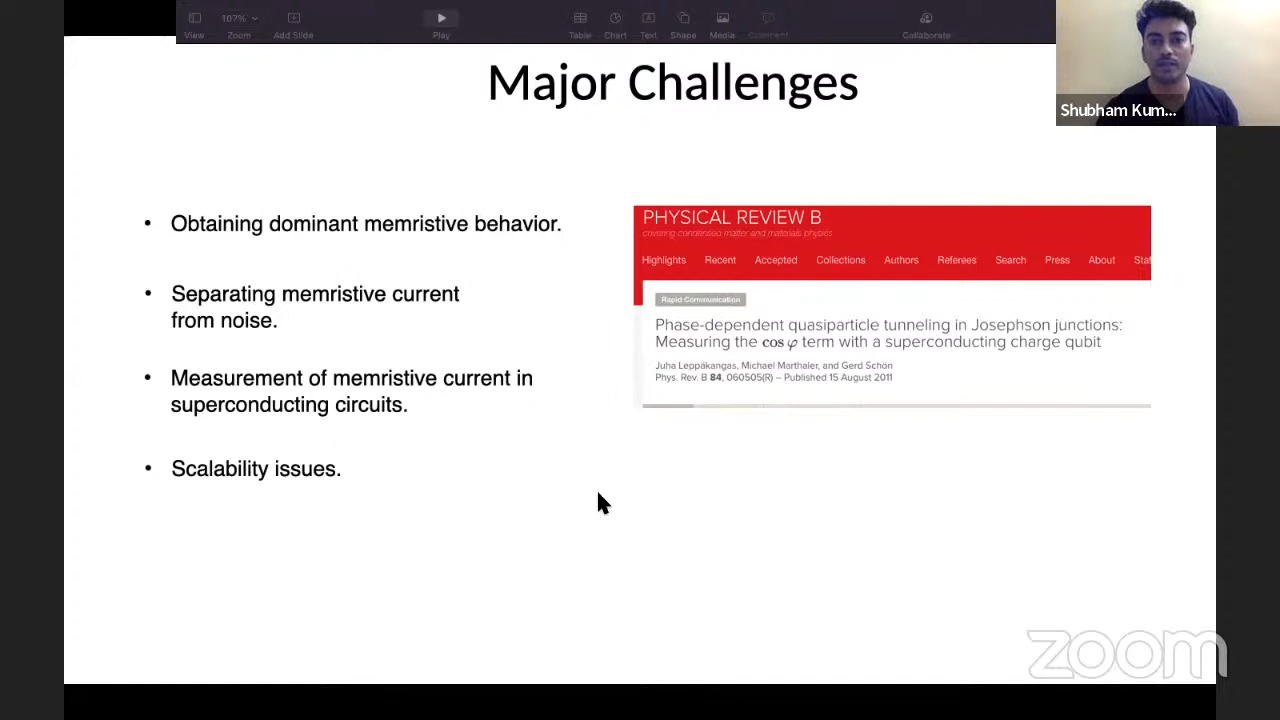 107%
View
Zoom
Add Slide
Play
Table
Chart
Text
Shape
Media
Comment
Collaborate
Shubham Kum...
Major Challenges
• Obtaining dominant memristive behavior.
• Separating memristive current
from noise.
• Measurement of memristive current in
superconducting circuits.
• Scalability issues.
PHYSICAL REVIEW B
covering condensed matter and materials physics
Highlights Recent Accepted Collections Authors Referees Search Press About Staf
Rapid Communication
Phase-dependent quasiparticle tunneling in Josephson junctions:
Measuring the cos φ term with a superconducting charge qubit
Juha Leppäkangas, Michael Marthaler, and Gerd Schön
Phys. Rev. B 84, 060505(R) – Published 15 August 2011
zoom